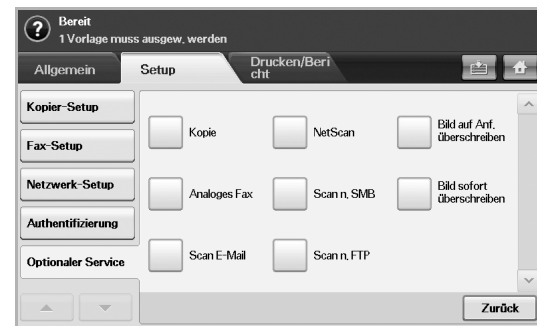 ?
Bereit
1 Vorlage muss ausgew. werden
Allgemein
Setup
Drucken/Beri
cht
Kopier-Setup
Fax-Setup
Netzwerk-Setup
Authentifizierung
Optionaler Service
Kopie
NetScan
Bild auf Anf.
überschreiben
Analoges Fax
Scan n. SMB
Bild sofort
überschreiben
Scan E-Mail
Scan n. FTP
Zurück